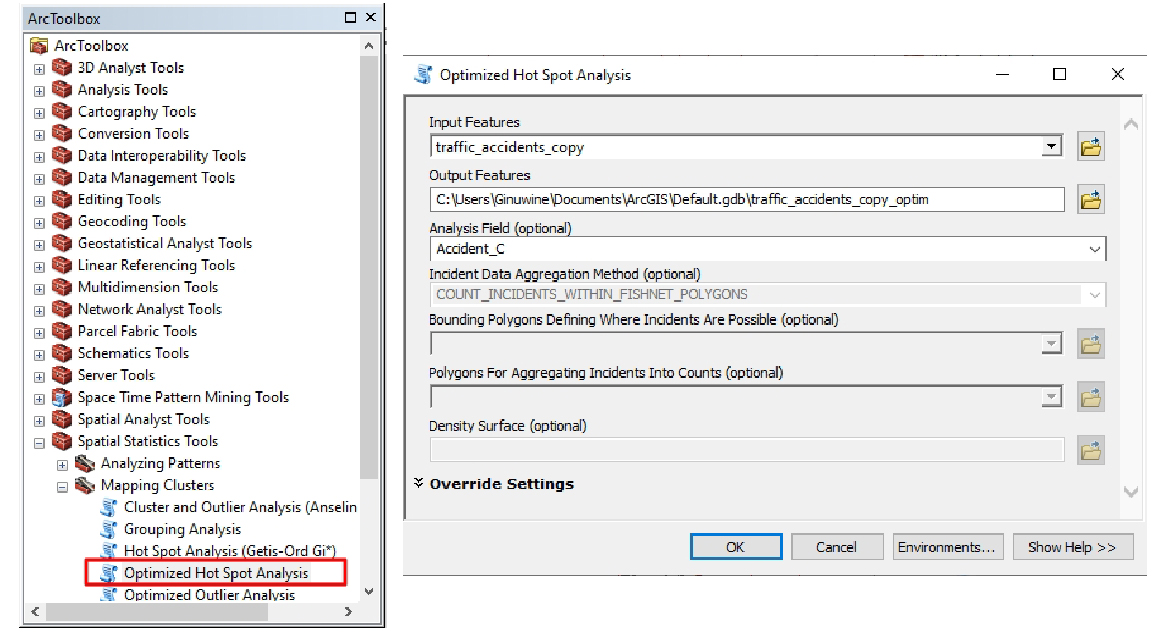 ArcToolbox
ArcToolbox
3D Analyst Tools
Analysis Tools
Cartography Tools
Conversion Tools
Data Interoperability Tools
Data Management Tools
Editing Tools
Geocoding Tools
Geostatistical Analyst Tools
Linear Referencing Tools
Multidimension Tools
Network Analyst Tools
Parcel Fabric Tools
Schematics Tools
Server Tools
Space Time Pattern Mining Tools
Spatial Analyst Tools
Spatial Statistics Tools
Analyzing Patterns
Mapping Clusters
Cluster and Outlier Analysis (Anselin
Grouping Analysis
Hot Spot Analysis (Getis-Ord Gi*)
Optimized Hot Spot Analysis
Optimized Outlier Analysis
Optimized Hot Spot Analysis
Input Features
traffic_accidents_copy
Output Features
C:\Users\Ginuwine\Documents\ArcGIS\Default.gdb\traffic_accidents_copy_optim
Analysis Field (optional)
Accident_C
Incident Data Aggregation Method (optional)
COUNT_INCIDENTS_WITHIN_FISHNET_POLYGONS
Bounding Polygons Defining Where Incidents Are Possible (optional)
Polygons For Aggregating Incidents Into Counts (optional)
Density Surface (optional)
Override Settings
OK
Cancel
Environments...
Show Help >>